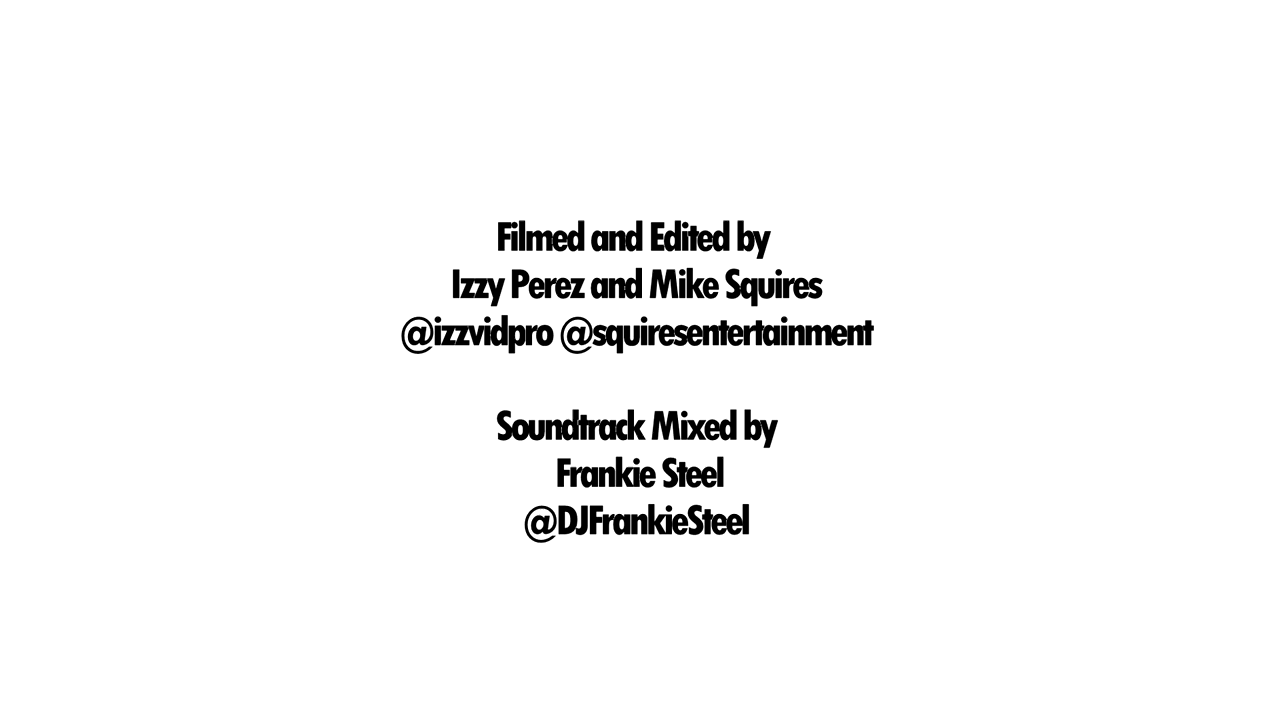 Filmed and Edited by
Izzy Perez and Mike Squires
@izzvidpro @squiresentertainment
Soundtrack Mixed by
Frankie Steel
@DJFrankieSteel